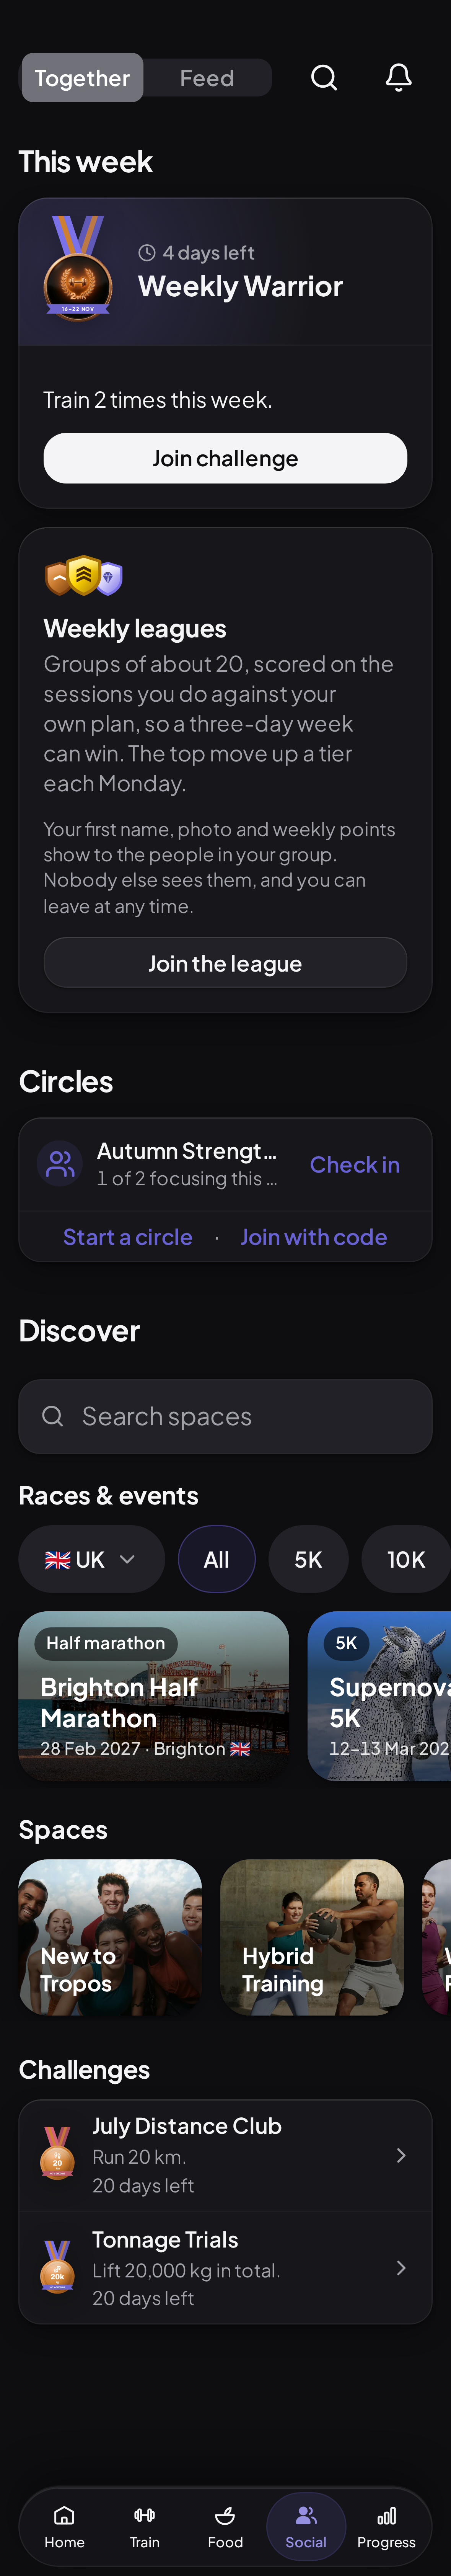 Together
Feed
This week
16–22 NOV
4 days left
Weekly Warrior
Train 2 times this week.
Join challenge
Weekly leagues
Groups of about 20, scored on the
sessions you do against your
own plan, so a three-day week
can win. The top move up a tier
each Monday.
Your first name, photo and weekly points
show to the people in your group.
Nobody else sees them, and you can
leave at any time.
Join the league
Circles
Autumn Strengt...
1 of 2 focusing this ...
Check in
Start a circle · Join with code
Discover
Search spaces
Races & events
🇬🇧 UK
All
5K
10K
Half marathon
Brighton Half
Marathon
28 Feb 2027 · Brighton 🇬🇧
5K
Supernova
5K
12–13 Mar 202
Spaces
New to
Tropos
Hybrid
Training
Challenges
20
July Distance Club
Run 20 km.
20 days left
20k
Tonnage Trials
Lift 20,000 kg in total.
20 days left
Home
Train
Food
Social
Progress